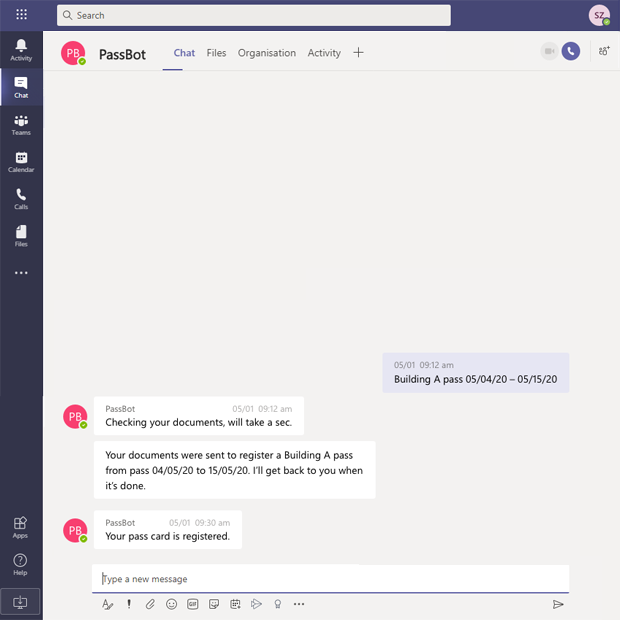 Search
SZ
Activity
Chat
Teams
Calendar
Calls
Files
Apps
Help
PB
PassBot
Chat
Files
Organisation
Activity
05/01 09:12 am
Building A pass 05/04/20 – 05/15/20
PB
PassBot
05/01 09:12 am
Checking your documents, will take a sec.
Your documents were sent to register a Building A pass
from pass 04/05/20 to 15/05/20. I'll get back to you when
it's done.
PB
PassBot
05/01 09:30 am
Your pass card is registered.
Type a new message
GIF